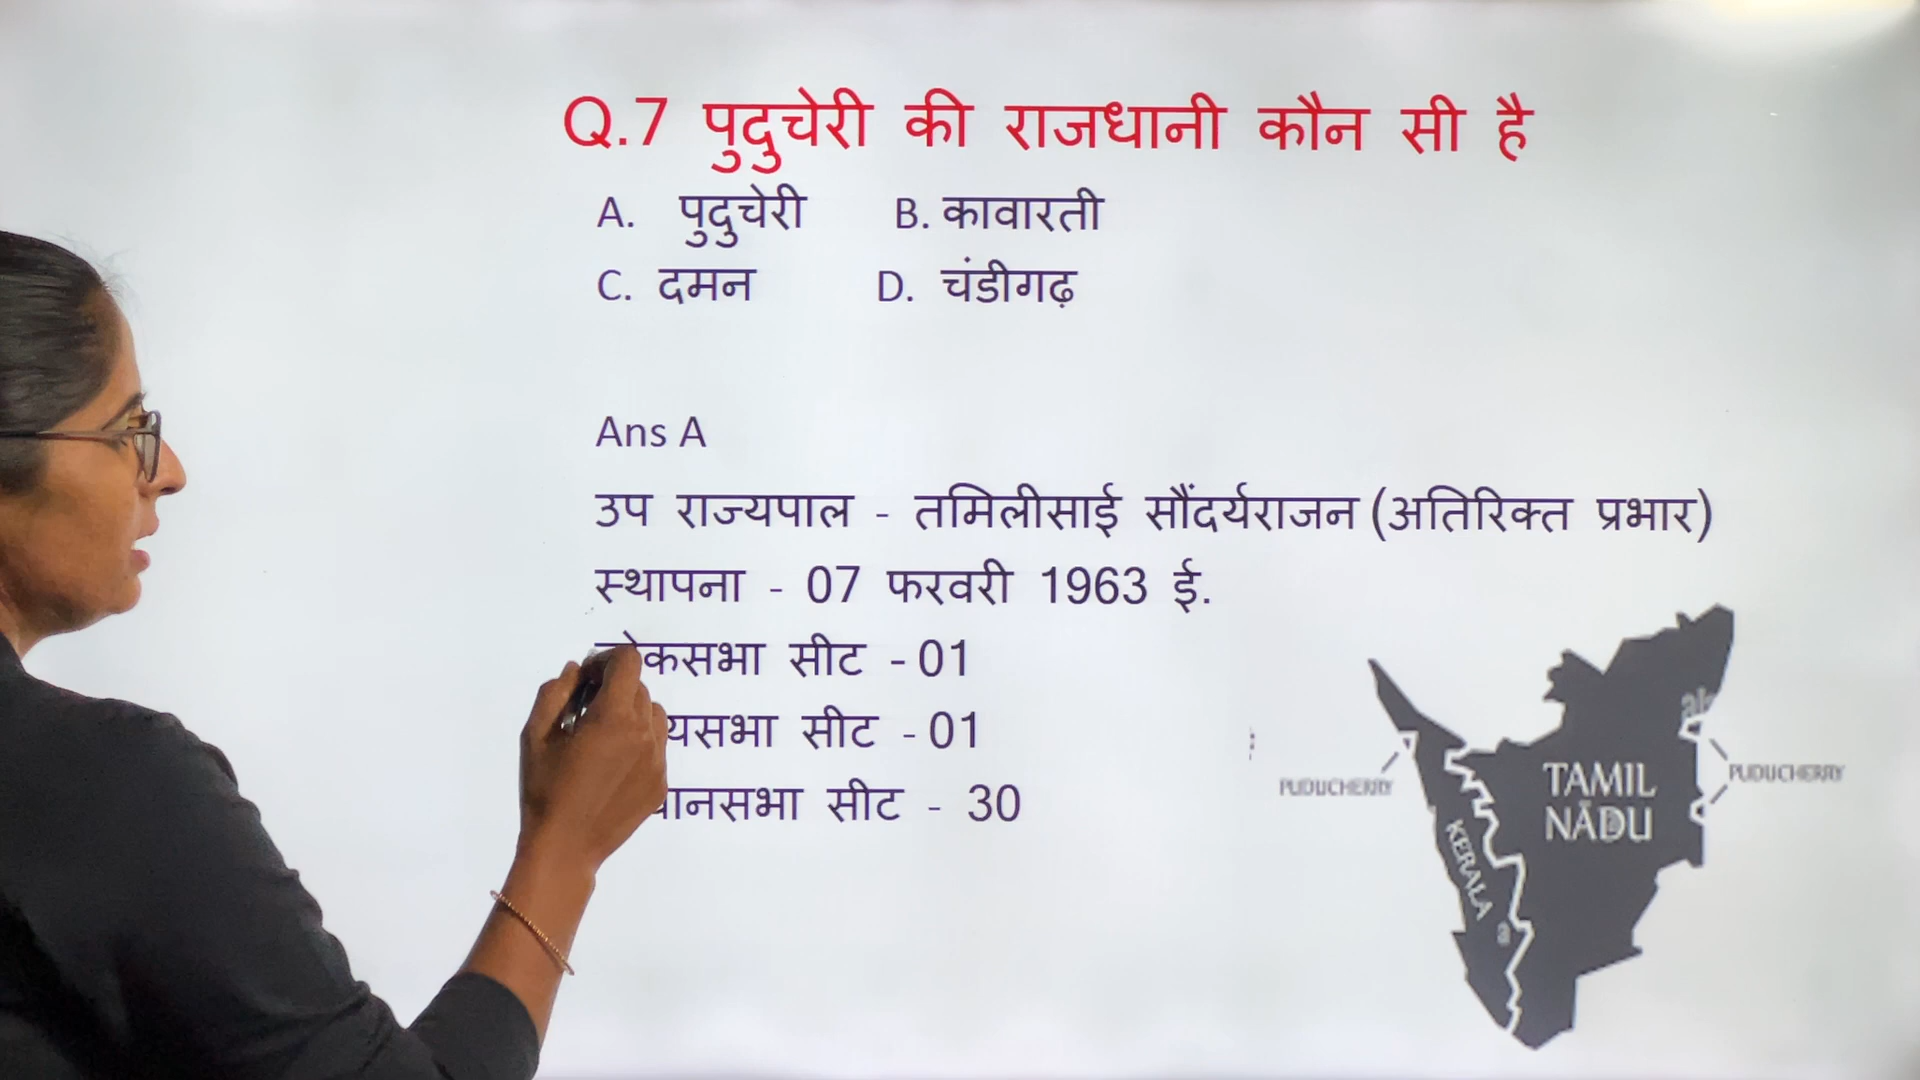 Q.7 पुदुचेरी की राजधानी कौन सी है
A. पुदुचेरी B. कावारती
C. दमन D. चंडीगढ़
Ans A
उप राज्यपाल - तमिलीसाई सौंदर्यराजन (अतिरिक्त प्रभार)
स्थापना - 07 फरवरी 1963 ई.
सीट - 01
सीट - 01
सीट - 30
PUDUCHERRY
TAMIL
NĀDU
PUDUCHERRY
KERALA